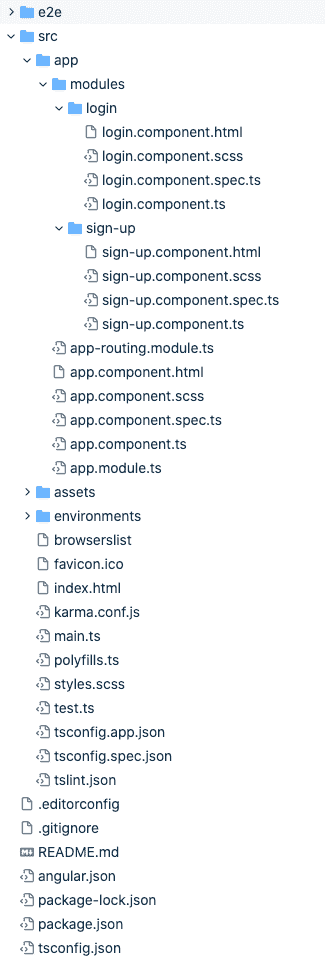 e2e
src
app
modules
login
login.component.html
login.component.scss
login.component.spec.ts
login.component.ts
sign-up
sign-up.component.html
sign-up.component.scss
sign-up.component.spec.ts
sign-up.component.ts
app-routing.module.ts
app.component.html
app.component.scss
app.component.spec.ts
app.component.ts
app.module.ts
assets
environments
browserslist
favicon.ico
index.html
karma.conf.js
main.ts
polyfills.ts
styles.scss
test.ts
tsconfig.app.json
tsconfig.spec.json
tslint.json
.editorconfig
.gitignore
README.md
angular.json
package-lock.json
package.json
tsconfig.json